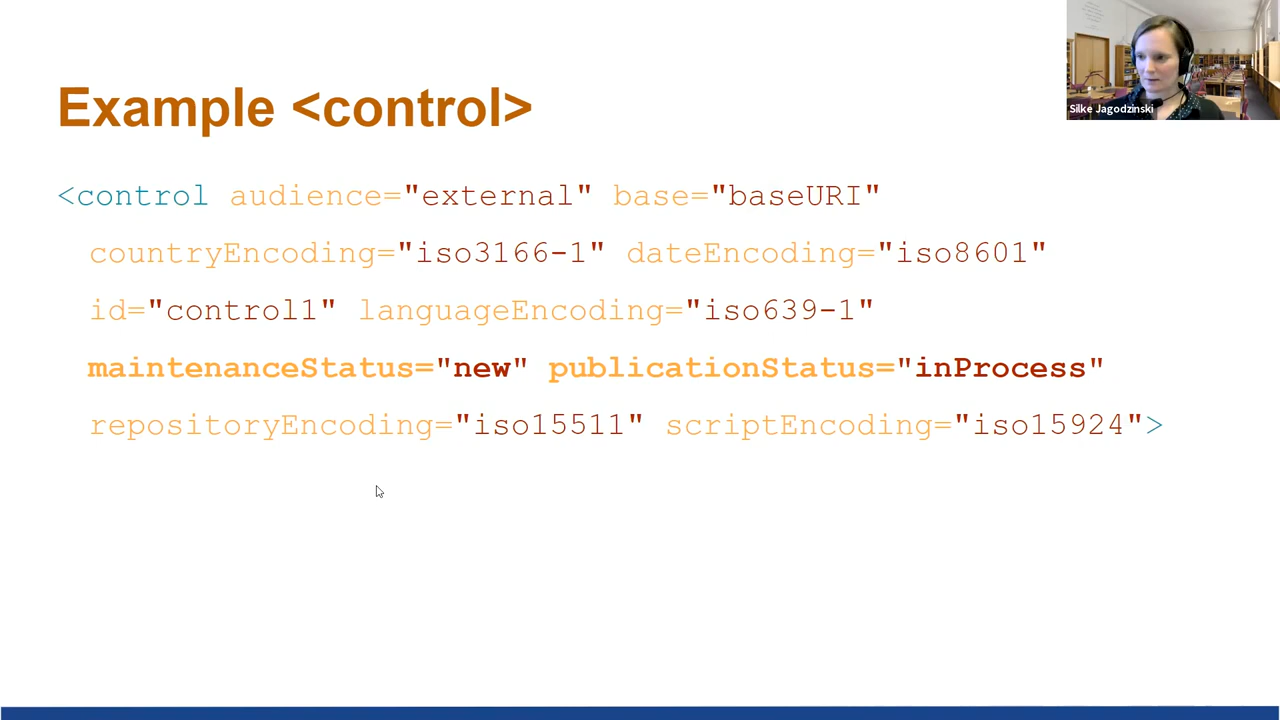 Silke Jagodzinski
Example <control>
<control audience="external" base="baseURI"
countryEncoding="iso3166-1" dateEncoding="iso8601"
id="control1" languageEncoding="iso639-1"
maintenanceStatus="new" publicationStatus="inProcess"
repositoryEncoding="iso15511" scriptEncoding="iso15924">